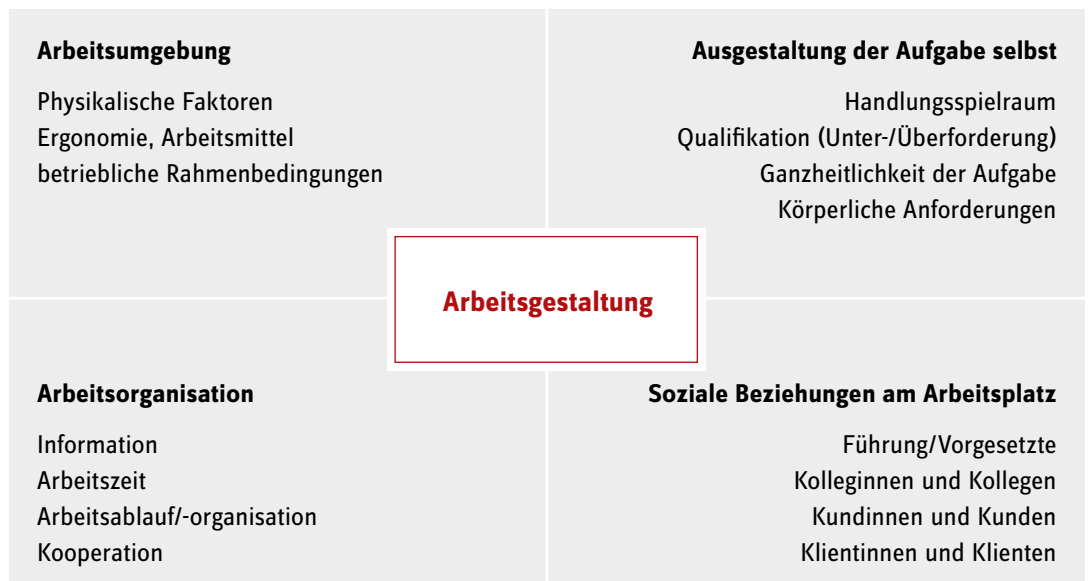 Arbeitsumgebung
Physikalische Faktoren
Ergonomie, Arbeitsmittel
betriebliche Rahmenbedingungen
Ausgestaltung der Aufgabe selbst
Handlungsspielraum
Qualifikation (Unter-/Überforderung)
Ganzheitlichkeit der Aufgabe
Körperliche Anforderungen
Arbeitsgestaltung
Arbeitsorganisation
Information
Arbeitszeit
Arbeitsablauf/-organisation
Kooperation
Soziale Beziehungen am Arbeitsplatz
Führung/Vorgesetzte
Kolleginnen und Kollegen
Kundinnen und Kunden
Klientinnen und Klienten